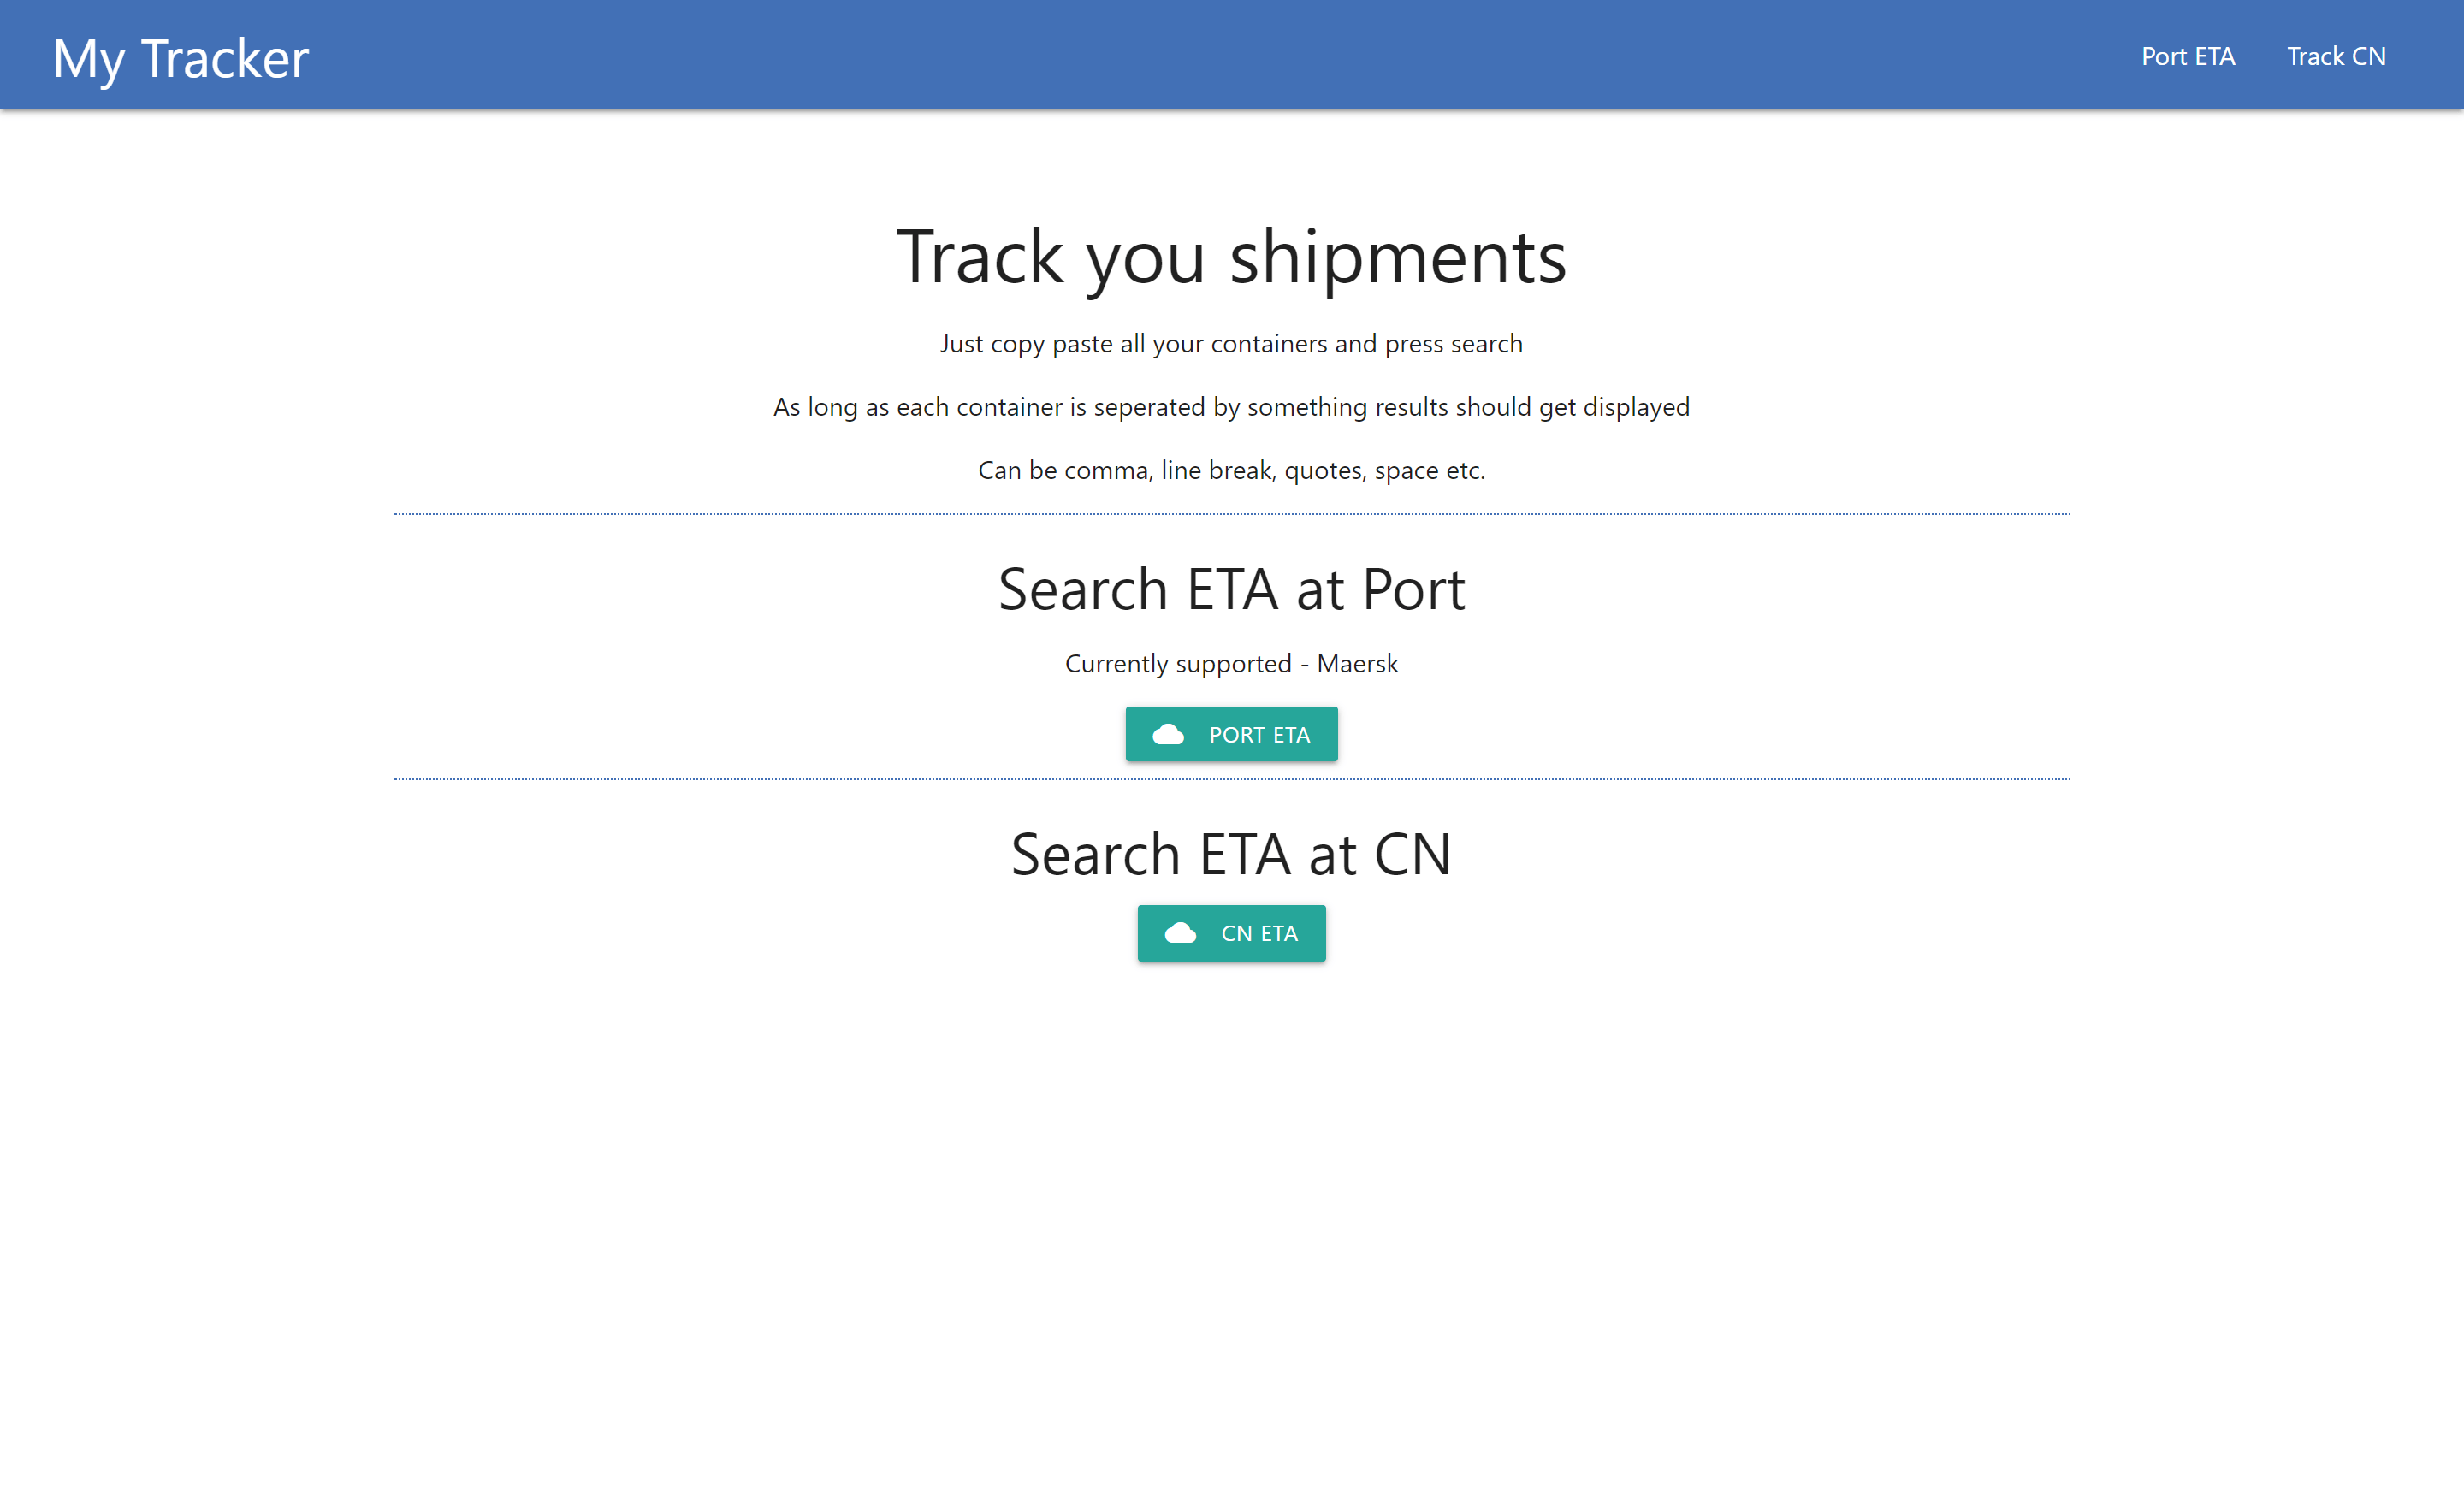 My Tracker
Port ETA
Track CN
Track you shipments
Just copy paste all your containers and press search
As long as each container is seperated by something results should get displayed
Can be comma, line break, quotes, space etc.
Search ETA at Port
Currently supported - Maersk
PORT ETA
Search ETA at CN
CN ETA